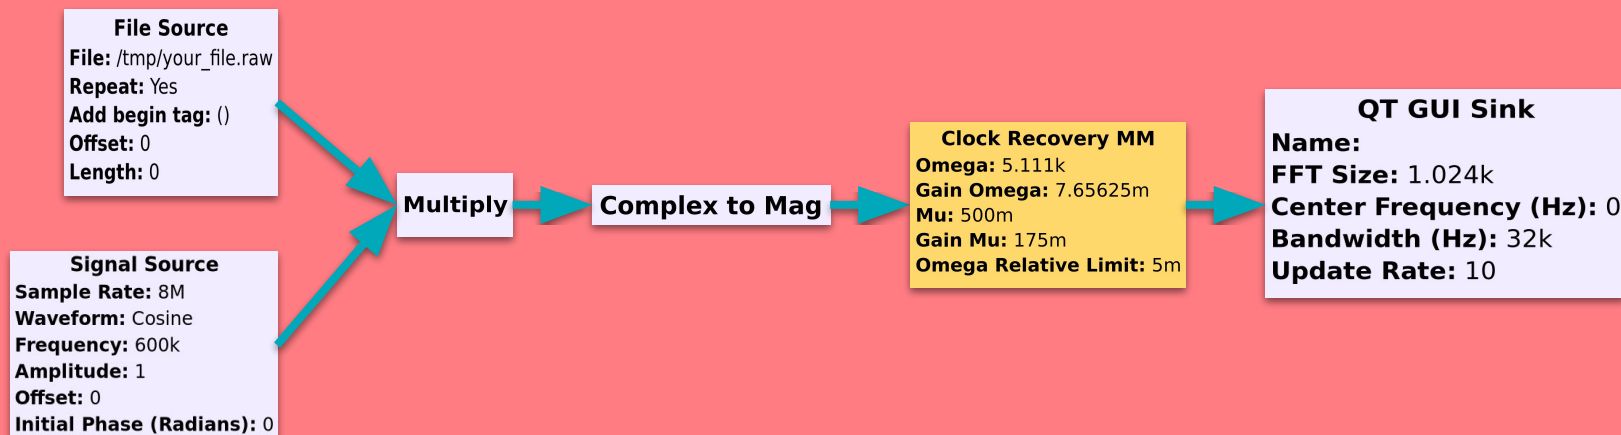 File Source
File: /tmp/your_file.raw
Repeat: Yes
Add begin tag: ()
Offset: 0
Length: 0
Signal Source
Sample Rate: 8M
Waveform: Cosine
Frequency: 600k
Amplitude: 1
Offset: 0
Initial Phase (Radians): 0
Multiply
Complex to Mag
Clock Recovery MM
Omega: 5.111k
Gain Omega: 7.65625m
Mu: 500m
Gain Mu: 175m
Omega Relative Limit: 5m
QT GUI Sink
Name:
FFT Size: 1.024k
Center Frequency (Hz): 0
Bandwidth (Hz): 32k
Update Rate: 10